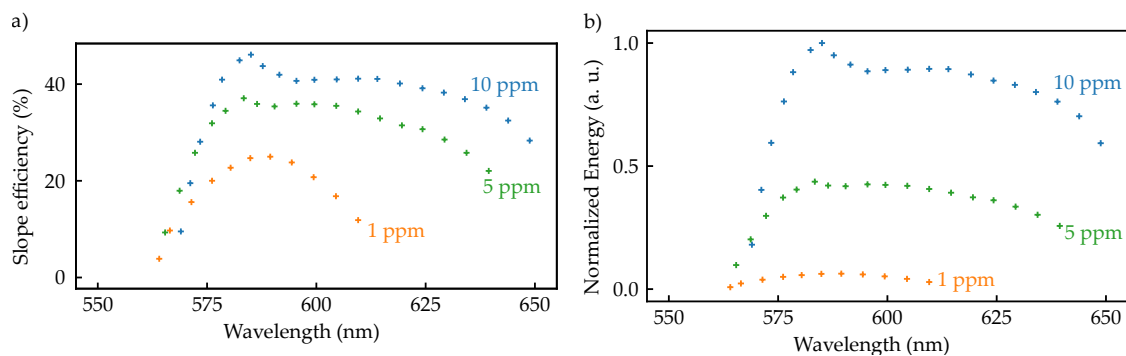 a)
Slope efficiency (%)
40
20
0
10 ppm
5 ppm
1 ppm
550
575
600
625
650
Wavelength (nm)
b)
Normalized Energy (a. u.)
1.0
0.5
0.0
10 ppm
5 ppm
1 ppm
550
575
600
625
650
Wavelength (nm)